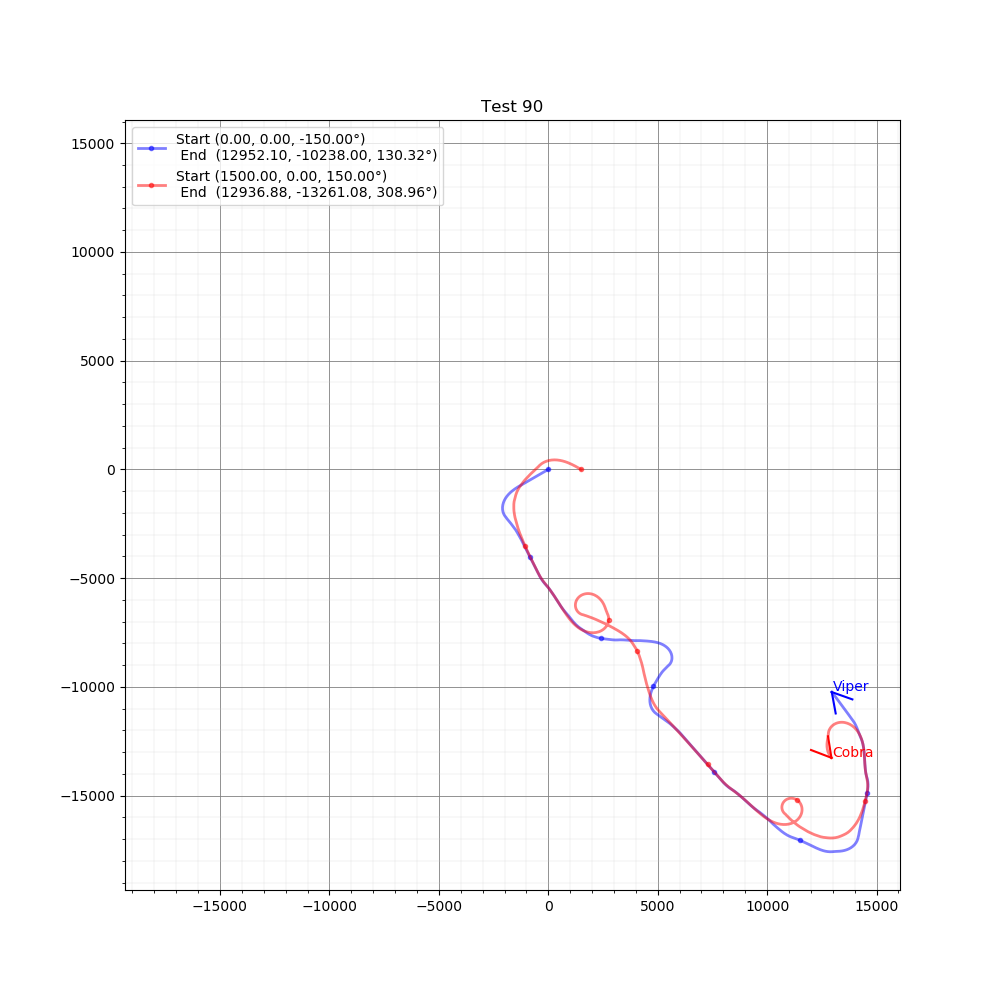 Test 90
Start (0.00, 0.00, -150.00°)
End  (12952.10, -10238.00, 130.32°)
Start (1500.00, 0.00, 150.00°)
End  (12936.88, -13261.08, 308.96°)
15000
10000
5000
0
−5000
−10000
−15000
Viper
Cobra
−15000 −10000 −5000 0 5000 10000 15000